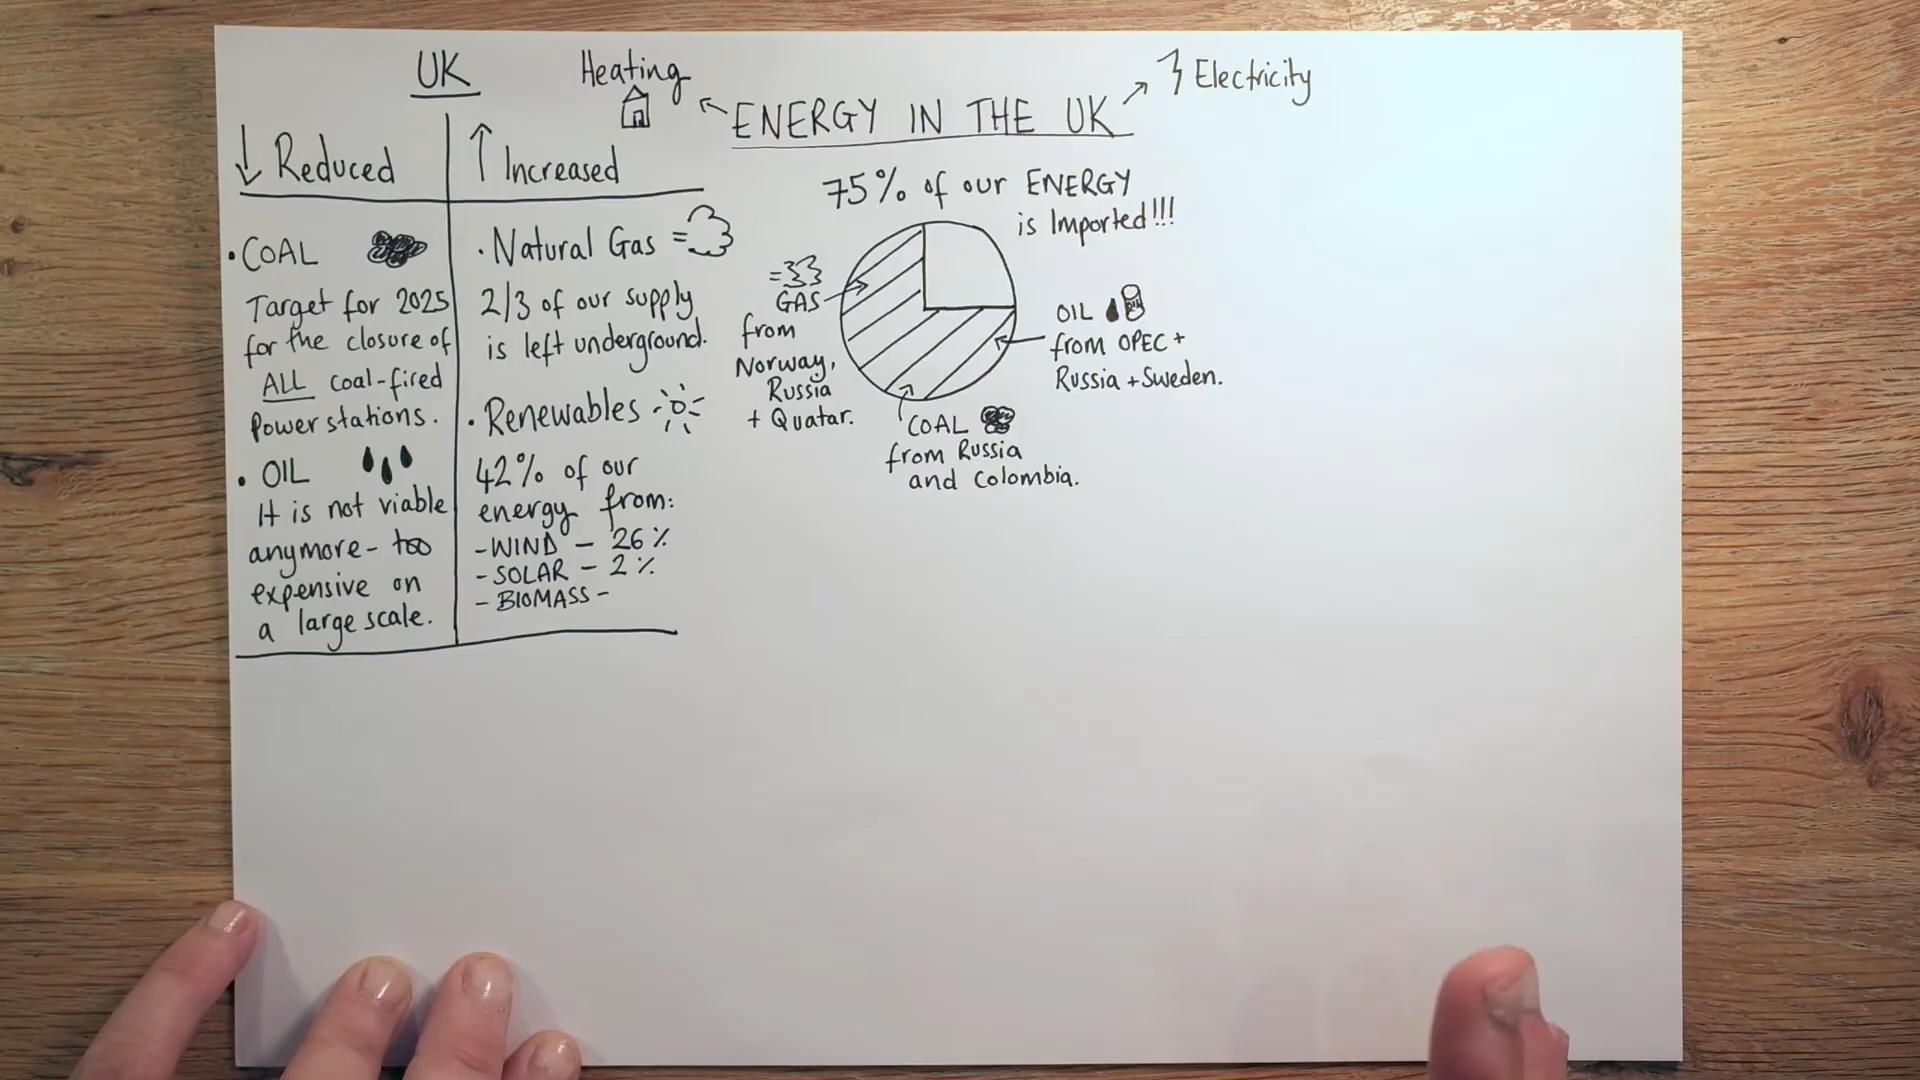 UK
Heating
ENERGY IN THE UK
Electricity
Reduced
Increased
• COAL
Target for 2025
for the closure of
ALL coal-fired
Power stations.
• OIL
It is not viable
anymore - too
expensive on
a large scale.
· Natural Gas
2/3 of our supply
is left underground.
· Renewables
42% of our
energy from:
- WIND - 26%
- SOLAR - 2%
- BIOMASS -
75% of our ENERGY
is Imported!!!
GAS
from
Norway,
Russia
+ Quatar.
COAL
from Russia
and Colombia.
OIL
OIL
from OPEC +
Russia + Sweden.